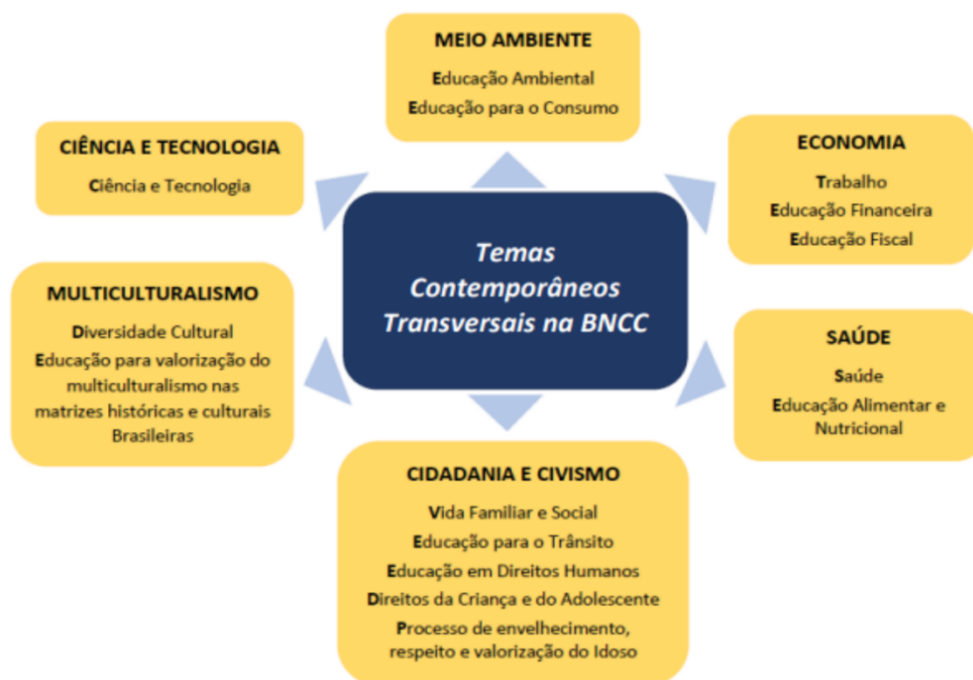 MEIO AMBIENTE
Educação Ambiental
Educação para o Consumo
CIÊNCIA E TECNOLOGIA
Ciência e Tecnologia
ECONOMIA
Trabalho
Educação Financeira
Educação Fiscal
Temas
Contemporâneos
Transversais na BNCC
MULTICULTURALISMO
Diversidade Cultural
Educação para valorização do
multiculturalismo nas
matrizes históricas e culturais
Brasileiras
SAÚDE
Saúde
Educação Alimentar e
Nutricional
CIDADANIA E CIVISMO
Vida Familiar e Social
Educação para o Trânsito
Educação em Direitos Humanos
Direitos da Criança e do Adolescente
Processo de envelhecimento,
respeito e valorização do Idoso